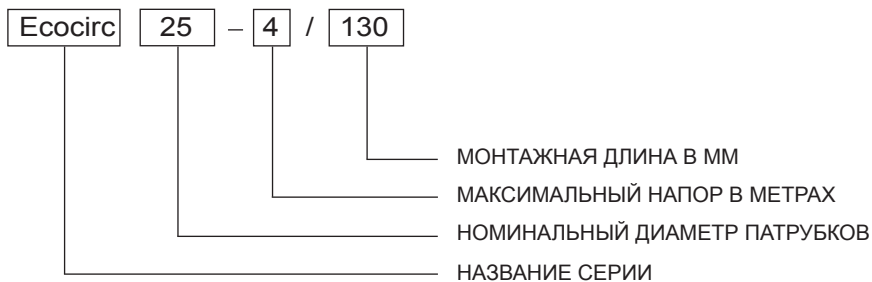 Ecocirc 25 – 4 / 130
МОНТАЖНАЯ ДЛИНА В ММ
МАКСИМАЛЬНЫЙ НАПОР В МЕТРАХ
НОМИНАЛЬНЫЙ ДИАМЕТР ПАТРУБКОВ
НАЗВАНИЕ СЕРИИ